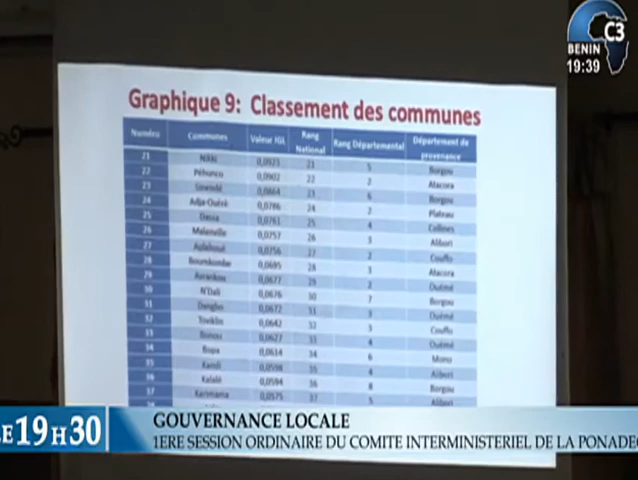 C3
BENIN
19:39
Graphique 9: Classement des communes
Numéro Communes Valeur IGL Rang National Rang Départemental Département de provenance
21 Nikki 0,0923 21 5 Borgou
22 Péhunco 0,0902 22 2 Atacora
23 Sinendé 0,0864 23 6 Borgou
24 Adja-Ouèrè 0,0786 24 2 Plateau
25 Dassa 0,0761 25 4 Collines
26 Malanville 0,0757 26 3 Alibori
27 Aplahoué 0,0756 27 2 Couffo
28 Boumkombe 0,0695 28 3 Atacora
29 Avrankou 0,0677 29 2 Ouémé
30 N'Dali 0,0676 30 7 Borgou
31 Dangbo 0,0672 31 3 Ouémé
32 Toviklin 0,0642 32 3 Couffo
33 Bonou 0,0627 33 4 Ouémé
34 Bopa 0,0614 34 6 Mono
35 Kandi 0,0598 35 4 Alibori
36 Kalalé 0,0594 36 8 Borgou
37 Karimama 0,0575 37 5 Alibori
LE 19H30
GOUVERNANCE LOCALE
1ERE SESSION ORDINAIRE DU COMITE INTERMINISTERIEL DE LA PONADEC